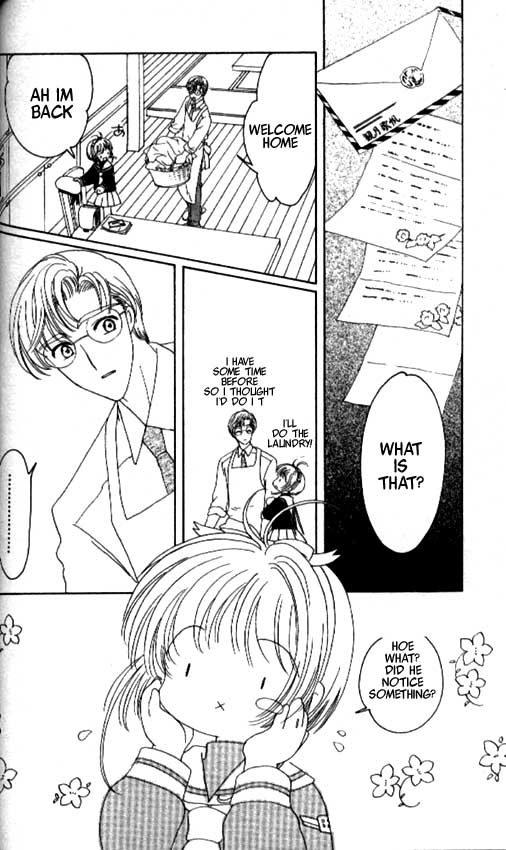 WHAT
IS
THAT?
WELCOME
HOME
AH IM
BACK
あ
I HAVE
SOME TIME
BEFORE
SO I THOUGHT
I'D DO I T
I'LL
DO THE
LAUNDRY!
..........
HOE
WHAT?
DID HE
NOTICE
SOMETHING?